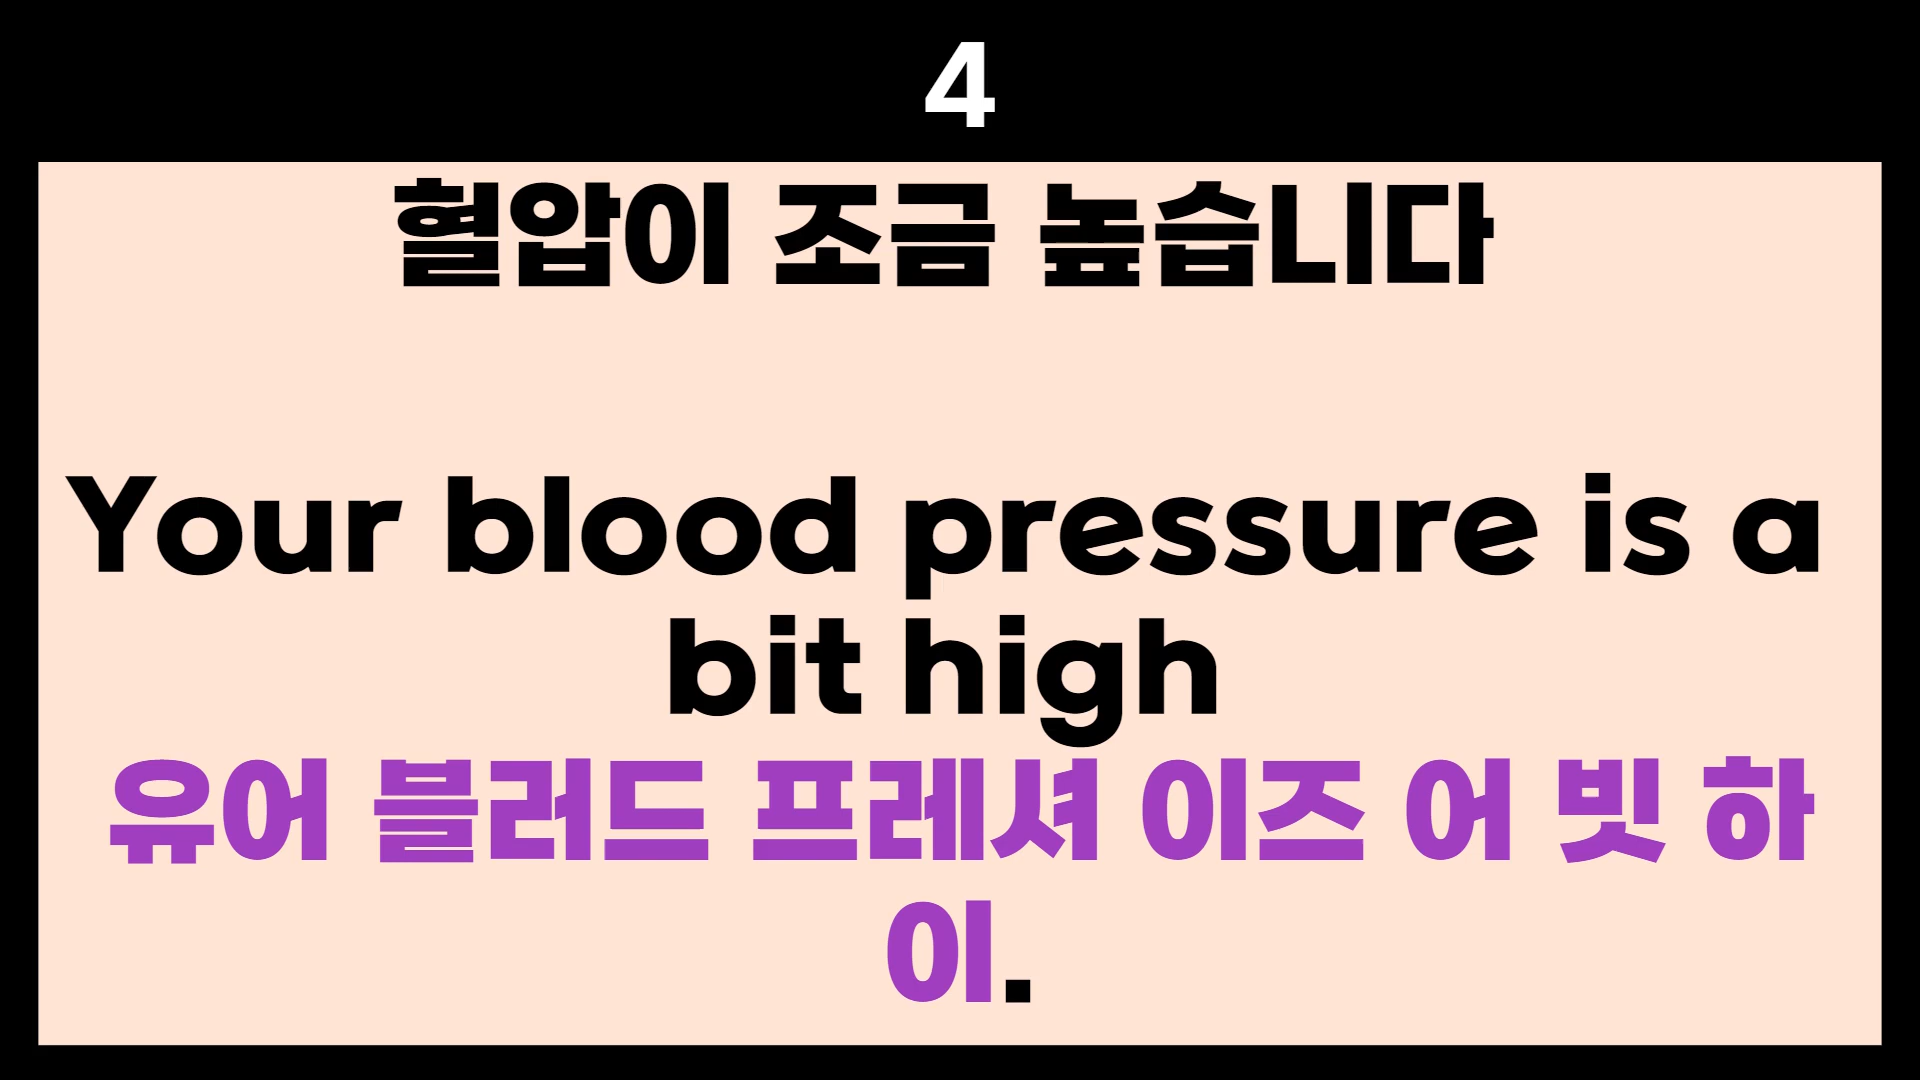 4
혈압이 조금 높습니다
Your blood pressure is a
bit high
유어 블러드 프레셔 이즈 어 빗 하
이.